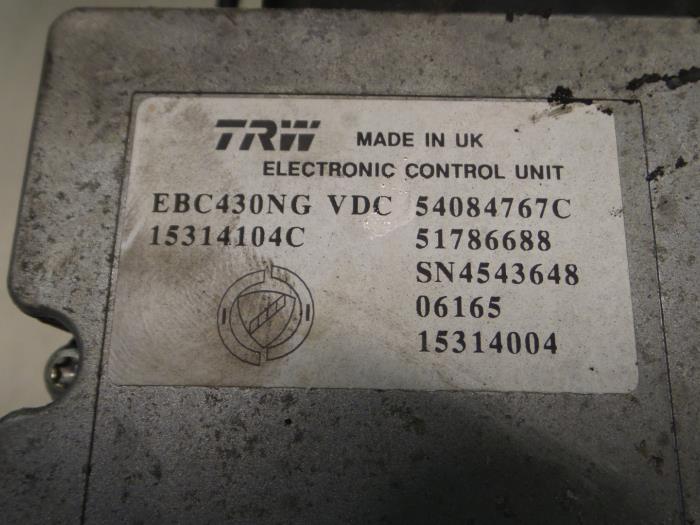 TRW MADE IN UK
ELECTRONIC CONTROL UNIT
EBC430NG VDC 54084767C
15314104C 51786688
SN4543648
06165
15314004